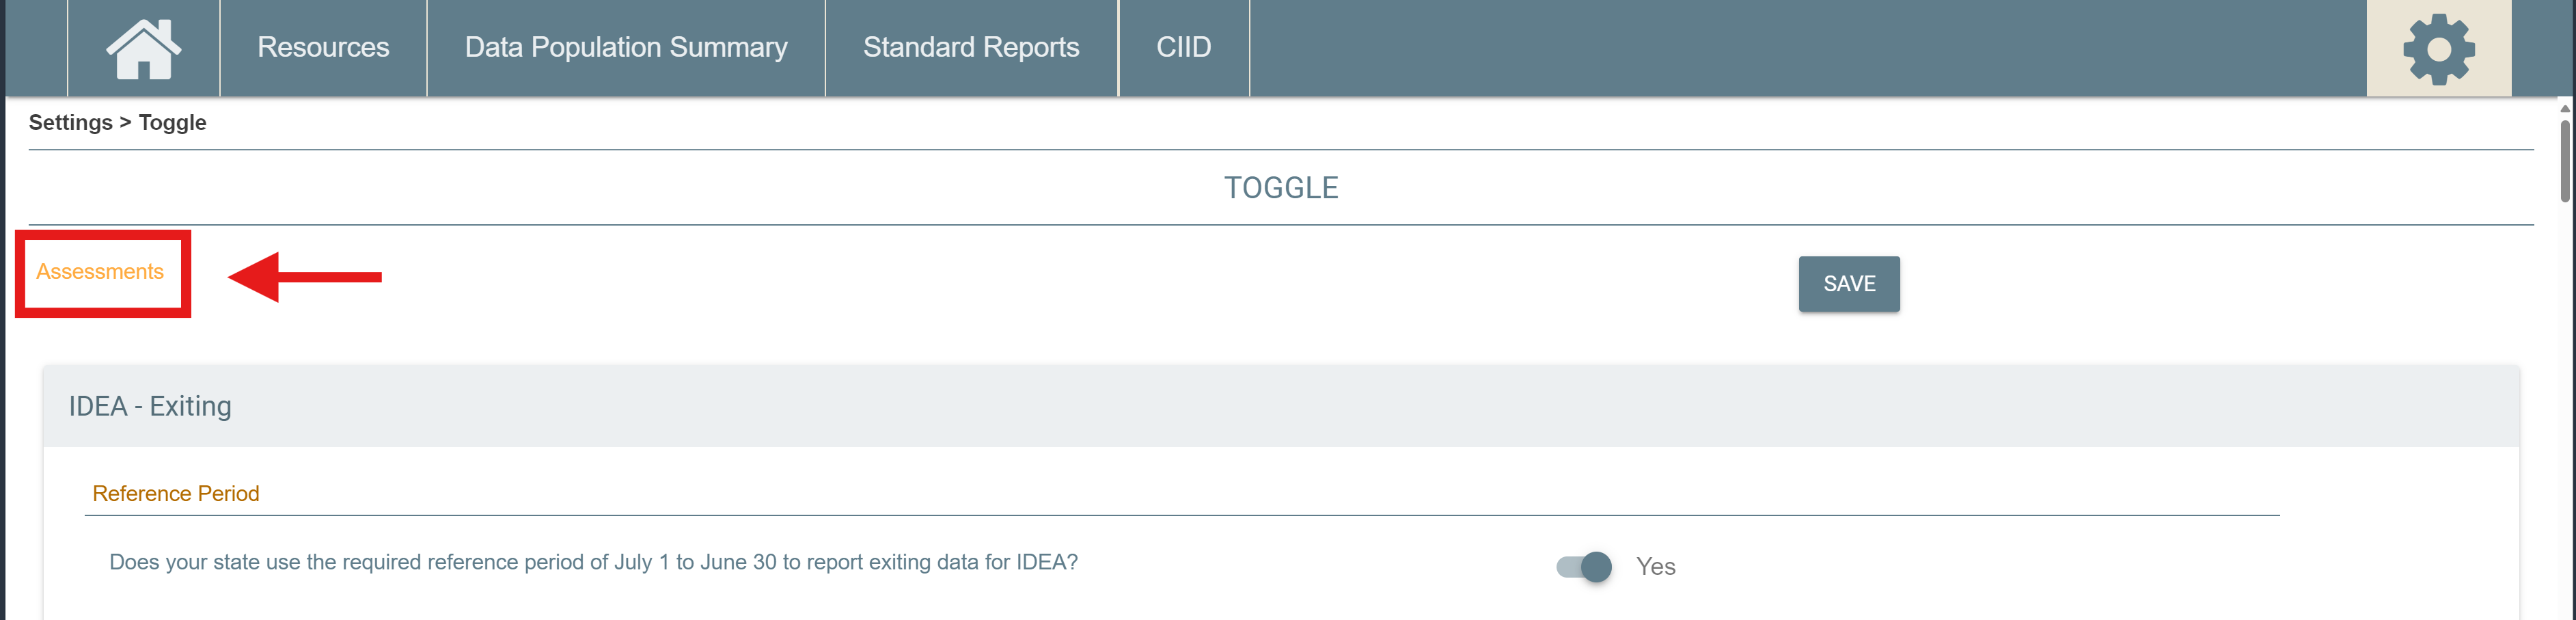 Resources
Data Population Summary
Standard Reports
CIID
Settings > Toggle
TOGGLE
Assessments
SAVE
IDEA - Exiting
Reference Period
Does your state use the required reference period of July 1 to June 30 to report exiting data for IDEA?
Yes